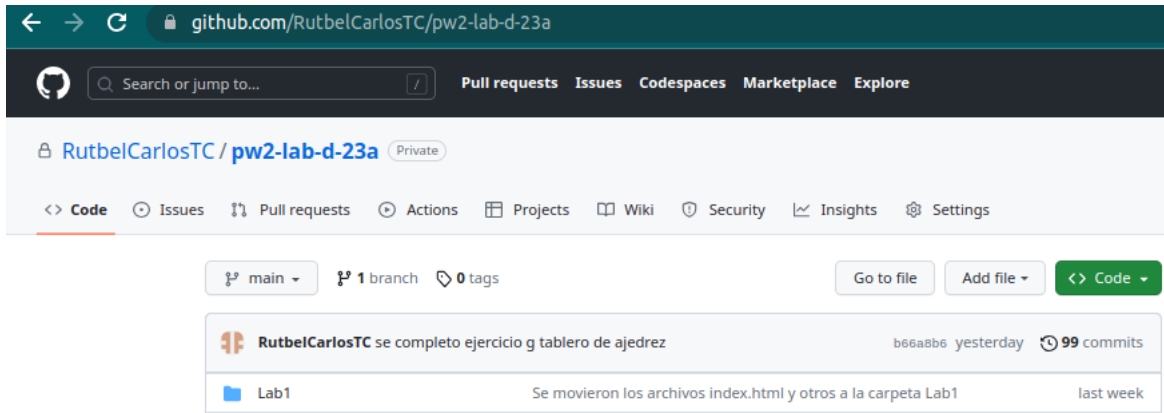 github.com/RutbelCarlosTC/pw2-lab-d-23a
Search or jump to... / Pull requests Issues Codespaces Marketplace Explore
RutbelCarlosTC / pw2-lab-d-23a Private
<> Code Issues Pull requests Actions Projects Wiki Security Insights Settings
main 1 branch 0 tags Go to file Add file <> Code
RutbelCarlosTC se completo ejercicio g tablero de ajedrez b66a8b6 yesterday 99 commits
Lab1 Se movieron los archivos index.html y otros a la carpeta Lab1 last week